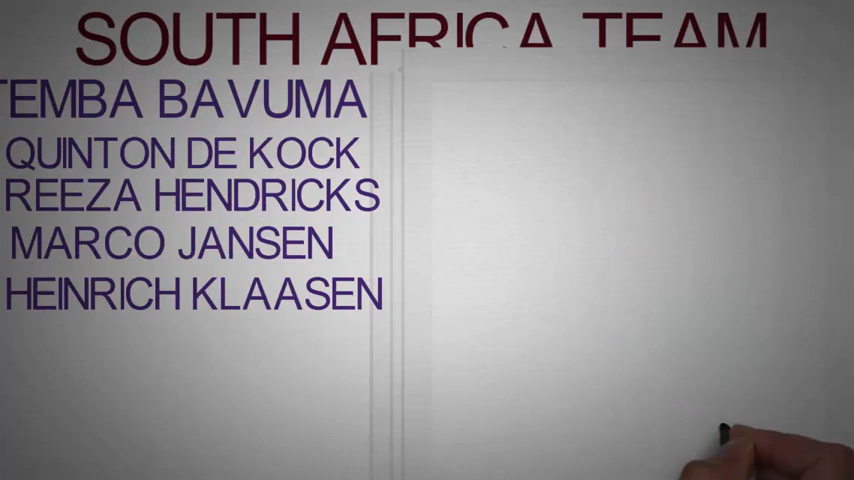 SOUTH AFRICA TEAM
TEMBA BAVUMA
QUINTON DE KOCK
REEZA HENDRICKS
MARCO JANSEN
HEINRICH KLAASEN